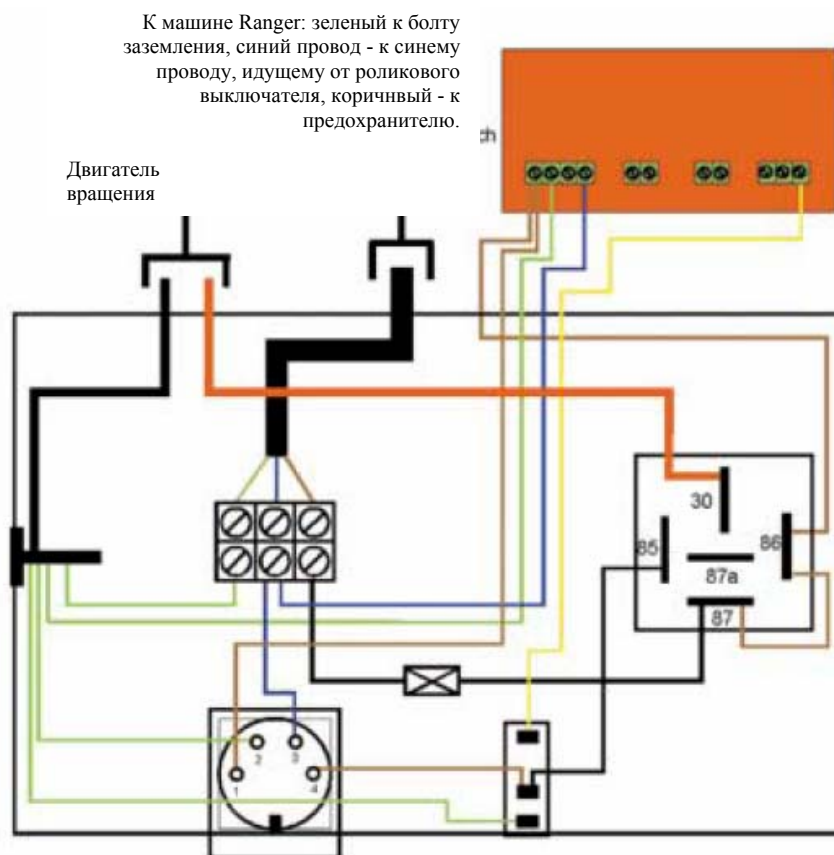 К машине Ranger: зеленый к болту
заземления, синий провод - к синему
проводу, идущему от роликового
выключателя, коричнвый - к
предохранителю.
ch
Двигатель
вращения
30
85
86
87a
87
2
3
1
4